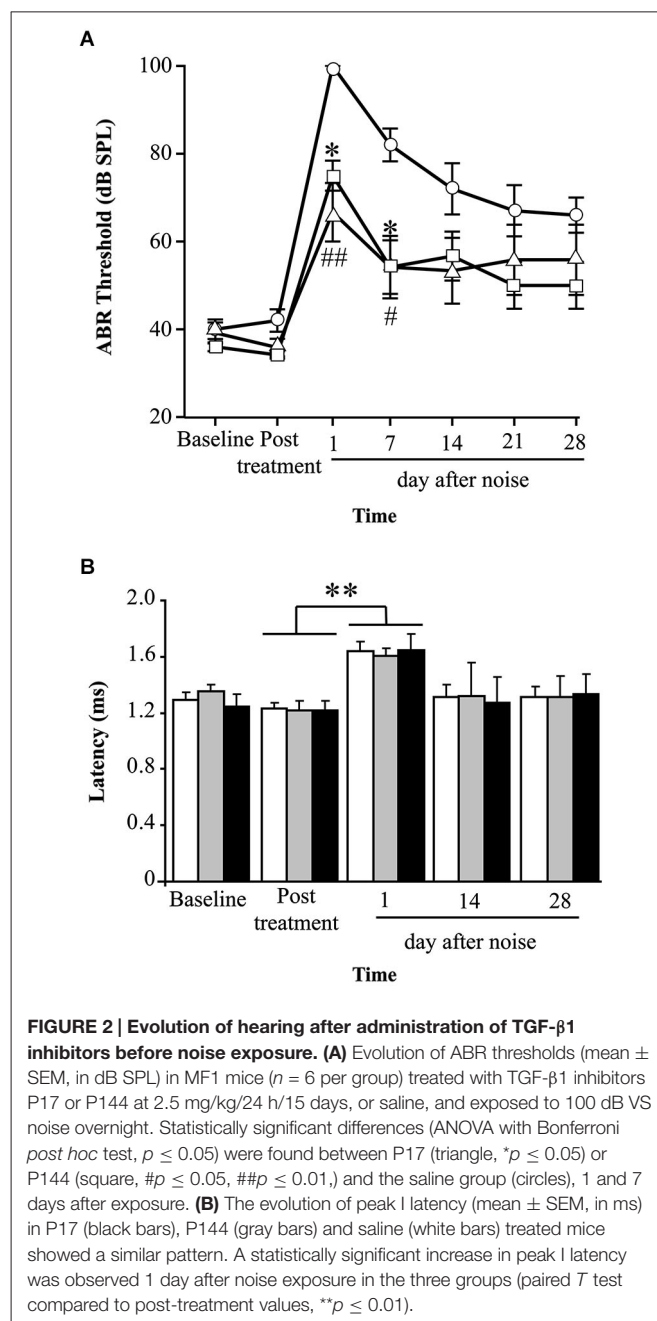 A
100
80
60
40
20
ABR Threshold (dB SPL)
*
##
*
#
Baseline Post treatment 1 7 14 21 28
day after noise
Time
B
2.0
1.6
1.2
0.8
0.4
0
Latency (ms)
**
Baseline Post treatment 1 14 28
day after noise
Time
FIGURE 2 | Evolution of hearing after administration of TGF-β1
inhibitors before noise exposure. (A) Evolution of ABR thresholds (mean ±
SEM, in dB SPL) in MF1 mice (n = 6 per group) treated with TGF-β1 inhibitors
P17 or P144 at 2.5 mg/kg/24 h/15 days, or saline, and exposed to 100 dB VS
noise overnight. Statistically significant differences (ANOVA with Bonferroni
post hoc test, p ≤ 0.05) were found between P17 (triangle, *p ≤ 0.05) or
P144 (square, #p ≤ 0.05, ##p ≤ 0.01,) and the saline group (circles), 1 and 7
days after exposure. (B) The evolution of peak I latency (mean ± SEM, in ms)
in P17 (black bars), P144 (gray bars) and saline (white bars) treated mice
showed a similar pattern. A statistically significant increase in peak I latency
was observed 1 day after noise exposure in the three groups (paired T test
compared to post-treatment values, **p ≤ 0.01).